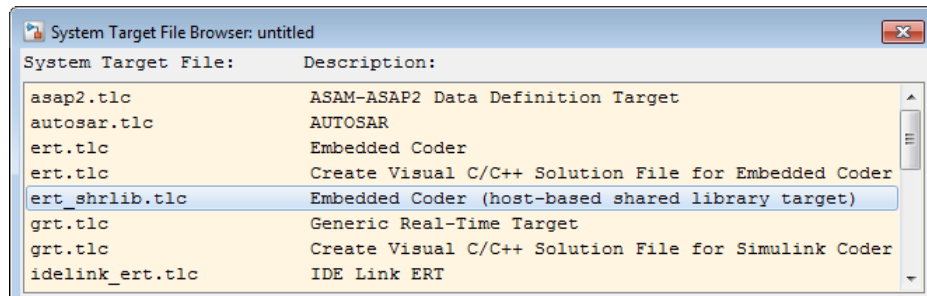 System Target File Browser: untitled
System Target File: Description:
asap2.tlc ASAM-ASAP2 Data Definition Target
autosar.tlc AUTOSAR
ert.tlc Embedded Coder
ert.tlc Create Visual C/C++ Solution File for Embedded Coder
ert_shrlib.tlc Embedded Coder (host-based shared library target)
grt.tlc Generic Real-Time Target
grt.tlc Create Visual C/C++ Solution File for Simulink Coder
idelink_ert.tlc IDE Link ERT